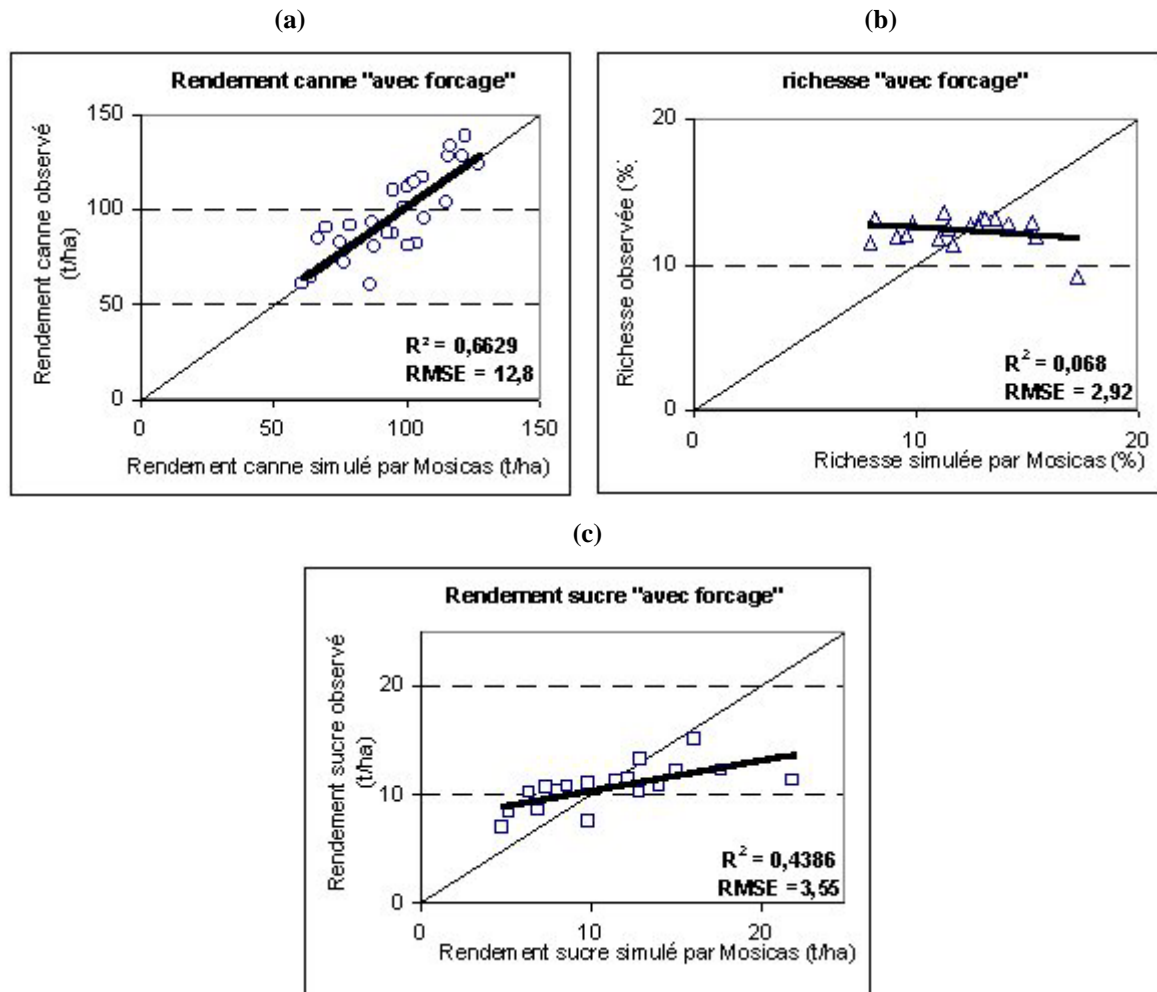 (a)
Rendement canne "avec forcage"
Rendement canne observé
(t/ha)
150
100
50
0
R² = 0,6629
RMSE = 12,8
0
50
100
150
Rendement canne simulé par Mosicas (t/ha)
(b)
richesse "avec forcage"
Richesse observée (%)
20
10
0
R² = 0,068
RMSE = 2,92
0
10
20
Richesse simulée par Mosicas (%)
(c)
Rendement sucre "avec forcage"
Rendement sucre observé
(t/ha)
20
10
0
R² = 0,4386
RMSE =3,55
0
10
20
Rendement sucre simulé par Mosicas (t/ha)